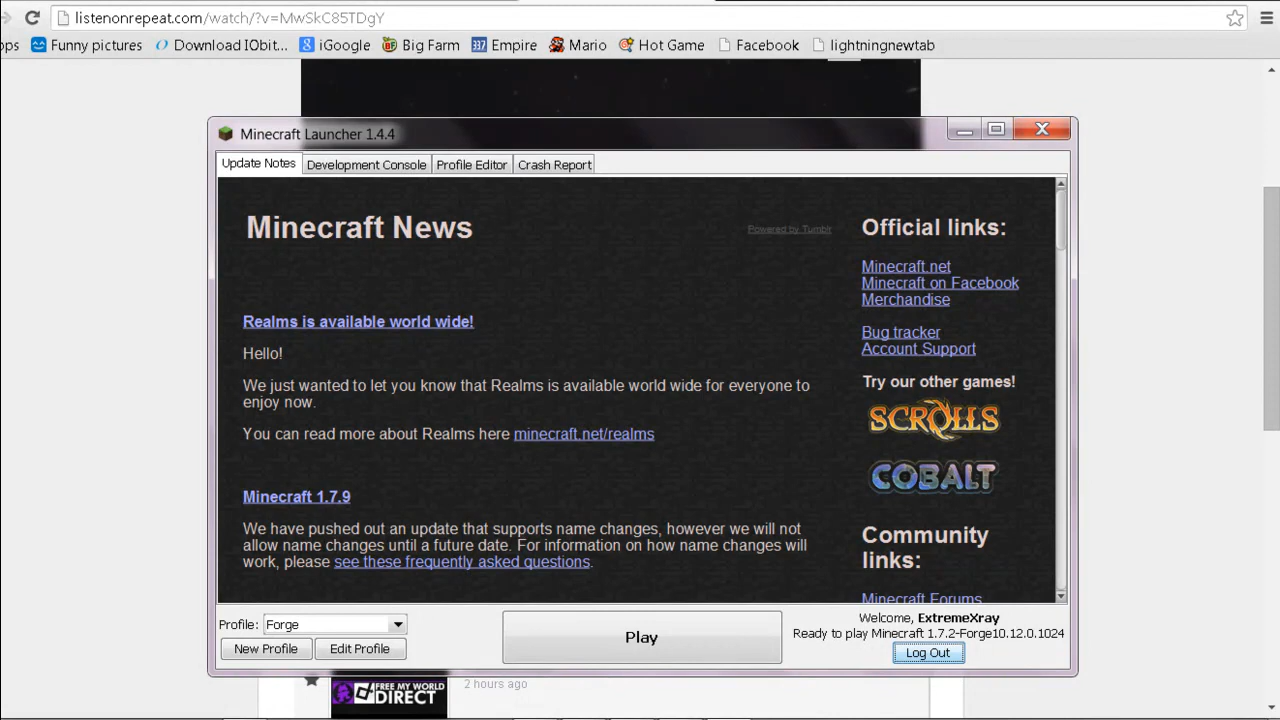 listenonrepeat.com/watch/?v=MwSkC85TDgY
ops Funny pictures Download IObit... iGoogle Big Farm Empire Mario Hot Game Facebook lightningnewtab
Minecraft Launcher 1.4.4
Update Notes Development Console Profile Editor Crash Report
Minecraft News
Powered by Tumblr
Realms is available world wide!
Hello!
We just wanted to let you know that Realms is available world wide for everyone to
enjoy now.
You can read more about Realms here minecraft.net/realms
Minecraft 1.7.9
We have pushed out an update that supports name changes, however we will not
allow name changes until a future date. For information on how name changes will
work, please see these frequently asked questions.
Official links:
Minecraft.net
Minecraft on Facebook
Merchandise
Bug tracker
Account Support
Try our other games!
SCROLLS
COBALT
Community
links:
Minecraft Forums
Profile: Forge
New Profile Edit Profile
Play
Welcome, ExtremeXray
Ready to play Minecraft 1.7.2-Forge10.12.0.1024
Log Out
FREE MY WORLD
DIRECT
2 hours ago